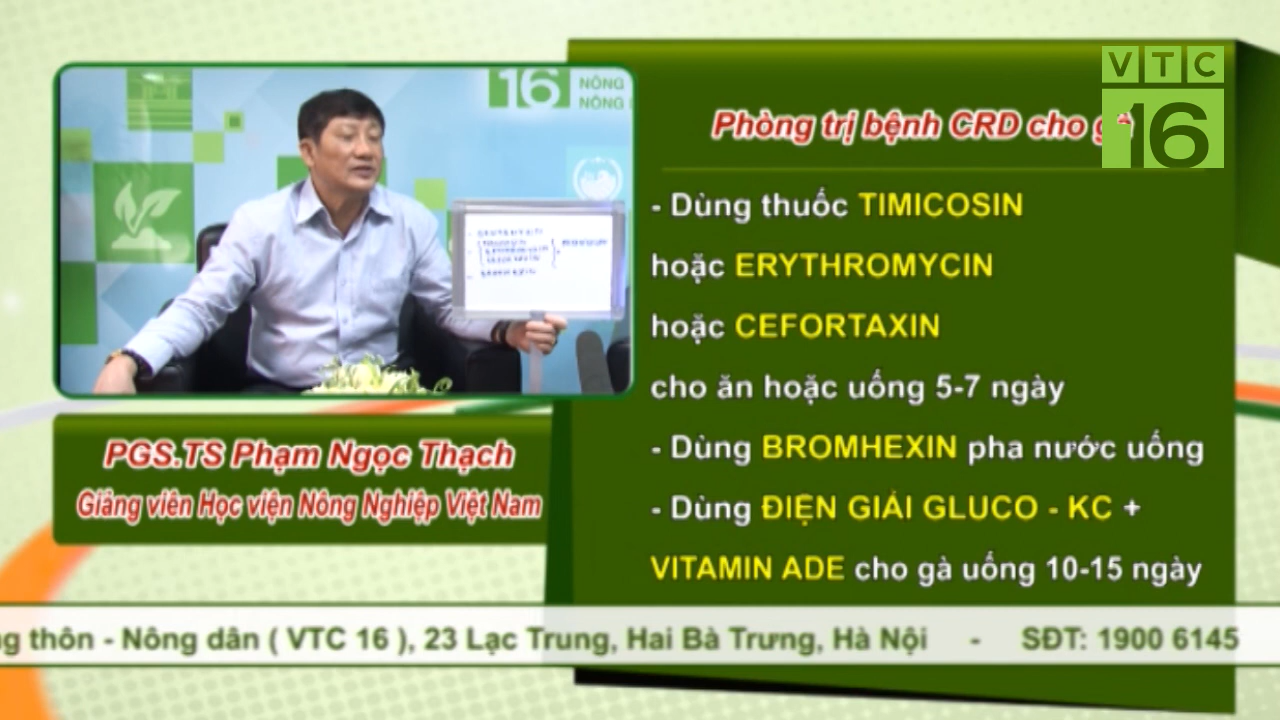 16 NÔNG
NÔNG
VTC
16
Phòng trị bệnh CRD cho gà
- Dùng thuốc TIMICOSIN
hoặc ERYTHROMYCIN
hoặc CEFORTAXIN
cho ăn hoặc uống 5-7 ngày
- Dùng BROMHEXIN pha nước uống
- Dùng ĐIỆN GIẢI GLUCO - KC +
VITAMIN ADE cho gà uống 10-15 ngày
PGS.TS Phạm Ngọc Thạch
Giảng viên Học viện Nông Nghiệp Việt Nam
thôn - Nông dân ( VTC 16 ), 23 Lạc Trung, Hai Bà Trưng, Hà Nội - SĐT: 1900 6145